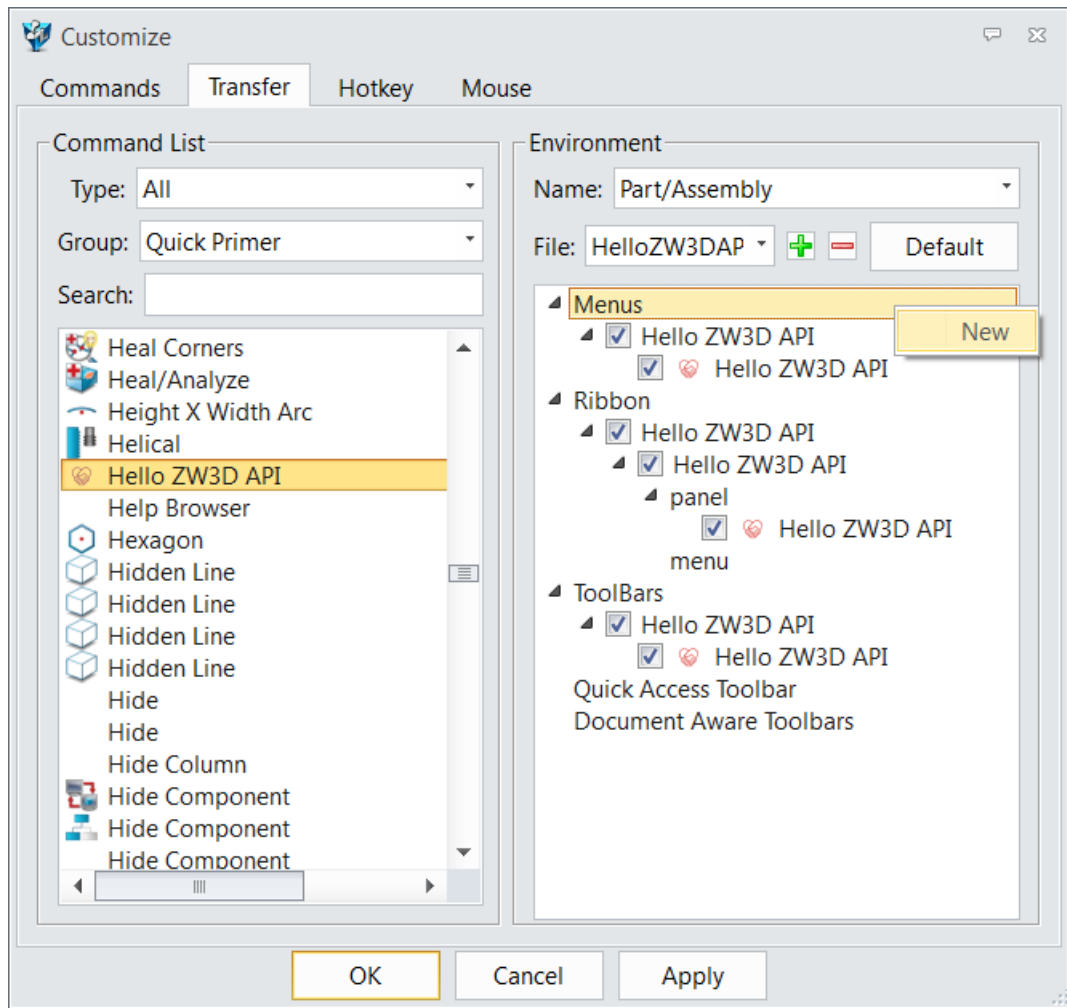 Customize
Commands
Transfer
Hotkey
Mouse
Command List
Type: All
Group: Quick Primer
Search:
Heal Corners
Heal/Analyze
Height X Width Arc
Helical
Hello ZW3D API
Help Browser
Hexagon
Hidden Line
Hidden Line
Hidden Line
Hidden Line
Hide
Hide
Hide Column
Hide Component
Hide Component
Hide Component
Environment
Name: Part/Assembly
File: HelloZW3DAP
Default
Menus
New
Hello ZW3D API
Hello ZW3D API
Ribbon
Hello ZW3D API
Hello ZW3D API
panel
Hello ZW3D API
menu
ToolBars
Hello ZW3D API
Hello ZW3D API
Quick Access Toolbar
Document Aware Toolbars
OK
Cancel
Apply